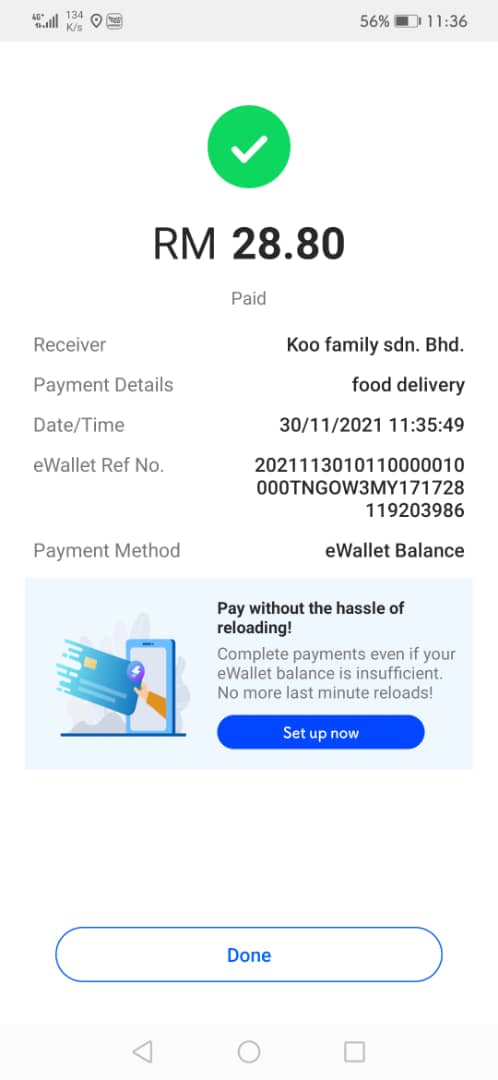 4G+ 134 K/s 56% 11:36
RM 28.80
Paid
Receiver Koo family sdn. Bhd.
Payment Details food delivery
Date/Time 30/11/2021 11:35:49
eWallet Ref No. 2021113010110000010
000TNGOW3MY171728
119203986
Payment Method eWallet Balance
Pay without the hassle of
reloading!
Complete payments even if your
eWallet balance is insufficient.
No more last minute reloads!
Set up now
Done